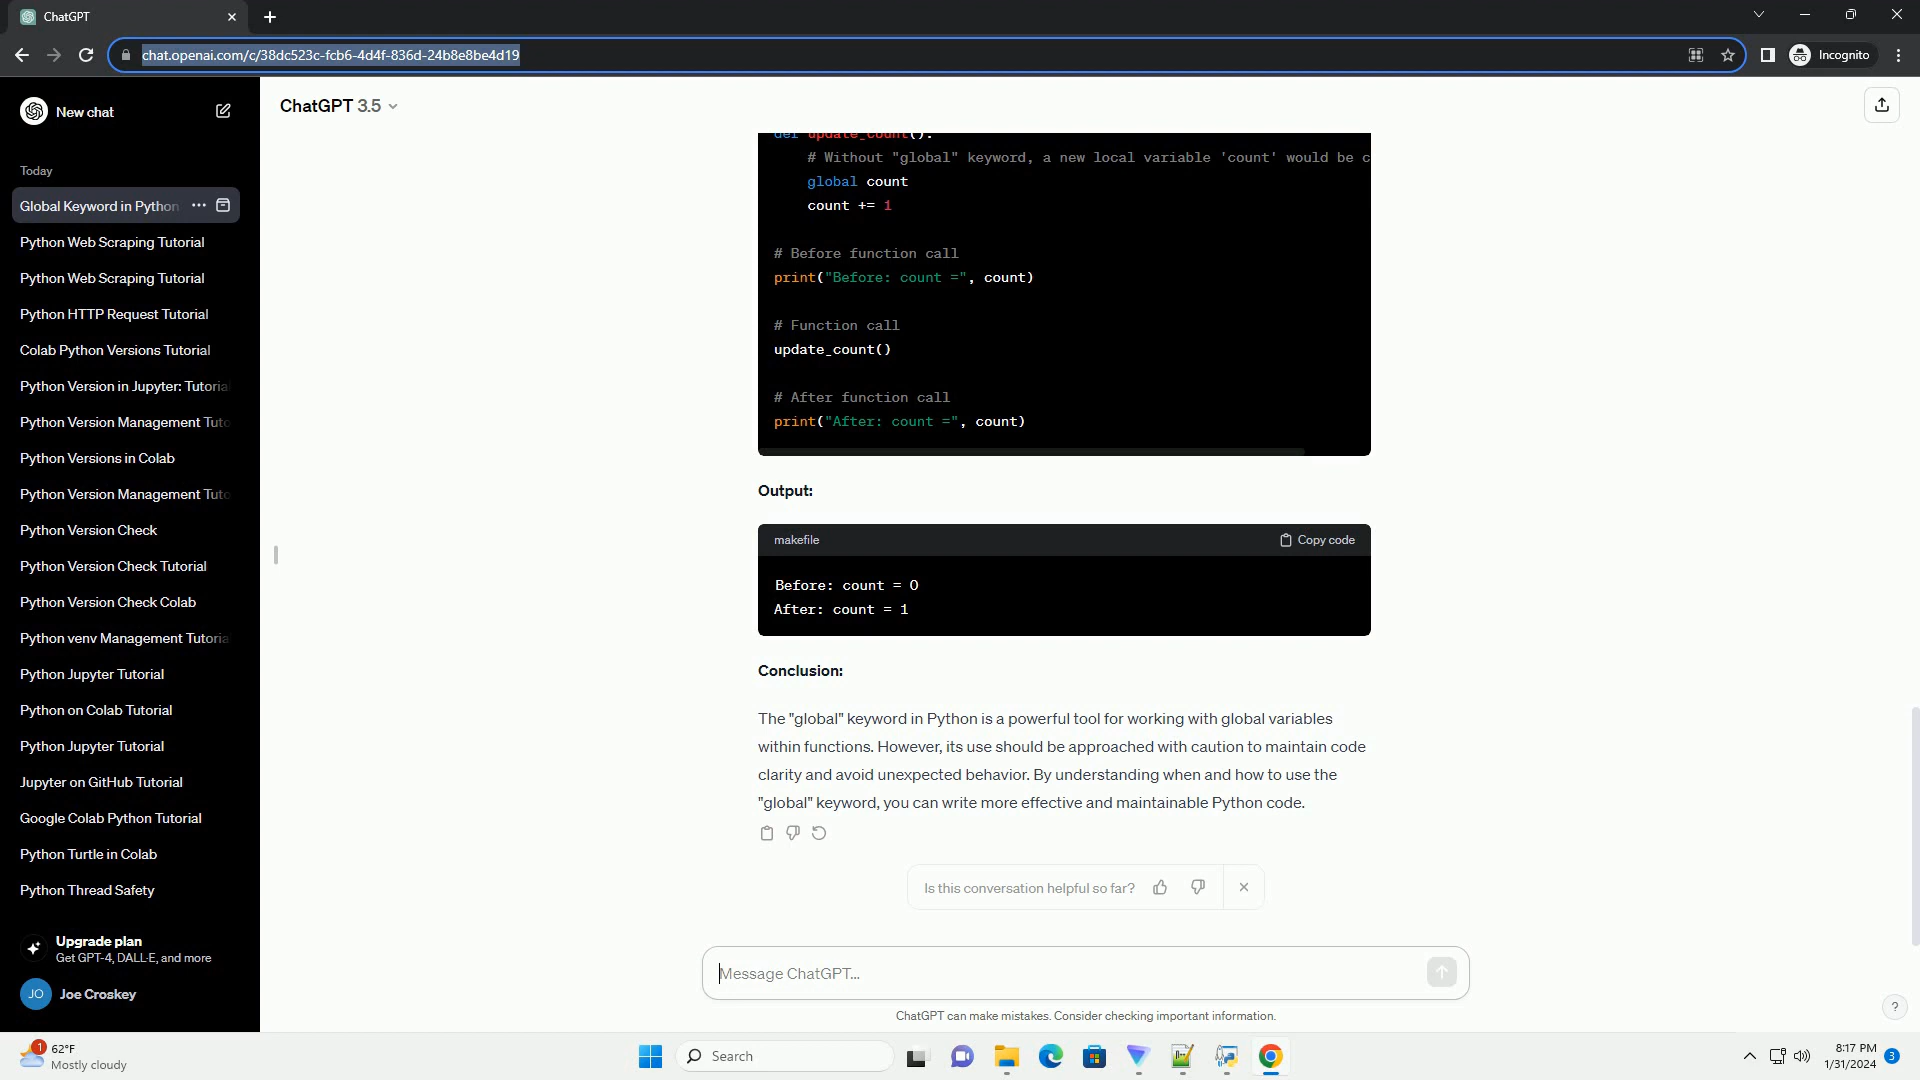 ChatGPT
chat.openai.com/c/38dc523c-fcb6-4d4f-836d-24b8e8be4d19
Incognito
New chat
Today
Global Keyword in Python
Python Web Scraping Tutorial
Python Web Scraping Tutorial
Python HTTP Request Tutorial
Colab Python Versions Tutorial
Python Version in Jupyter: Tutoria
Python Version Management Tuto
Python Versions in Colab
Python Version Management Tuto
Python Version Check
Python Version Check Tutorial
Python Version Check Colab
Python venv Management Tutoria
Python Jupyter Tutorial
Python on Colab Tutorial
Python Jupyter Tutorial
Jupyter on GitHub Tutorial
Google Colab Python Tutorial
Python Turtle in Colab
Python Thread Safety
Upgrade plan
Get GPT-4, DALL·E, and more
JO Joe Croskey
ChatGPT 3.5
def update_count():
# Without "global" keyword, a new local variable 'count' would be c
global count
count += 1
# Before function call
print("Before: count =", count)
# Function call
update_count()
# After function call
print("After: count =", count)
Output:
makefile
Copy code
Before: count = 0
After: count = 1
Conclusion:
The "global" keyword in Python is a powerful tool for working with global variables
within functions. However, its use should be approached with caution to maintain code
clarity and avoid unexpected behavior. By understanding when and how to use the
"global" keyword, you can write more effective and maintainable Python code.
Is this conversation helpful so far?
Message ChatGPT...
ChatGPT can make mistakes. Consider checking important information.
?
1
62°F
Mostly cloudy
Search
8:17 PM
1/31/2024
3